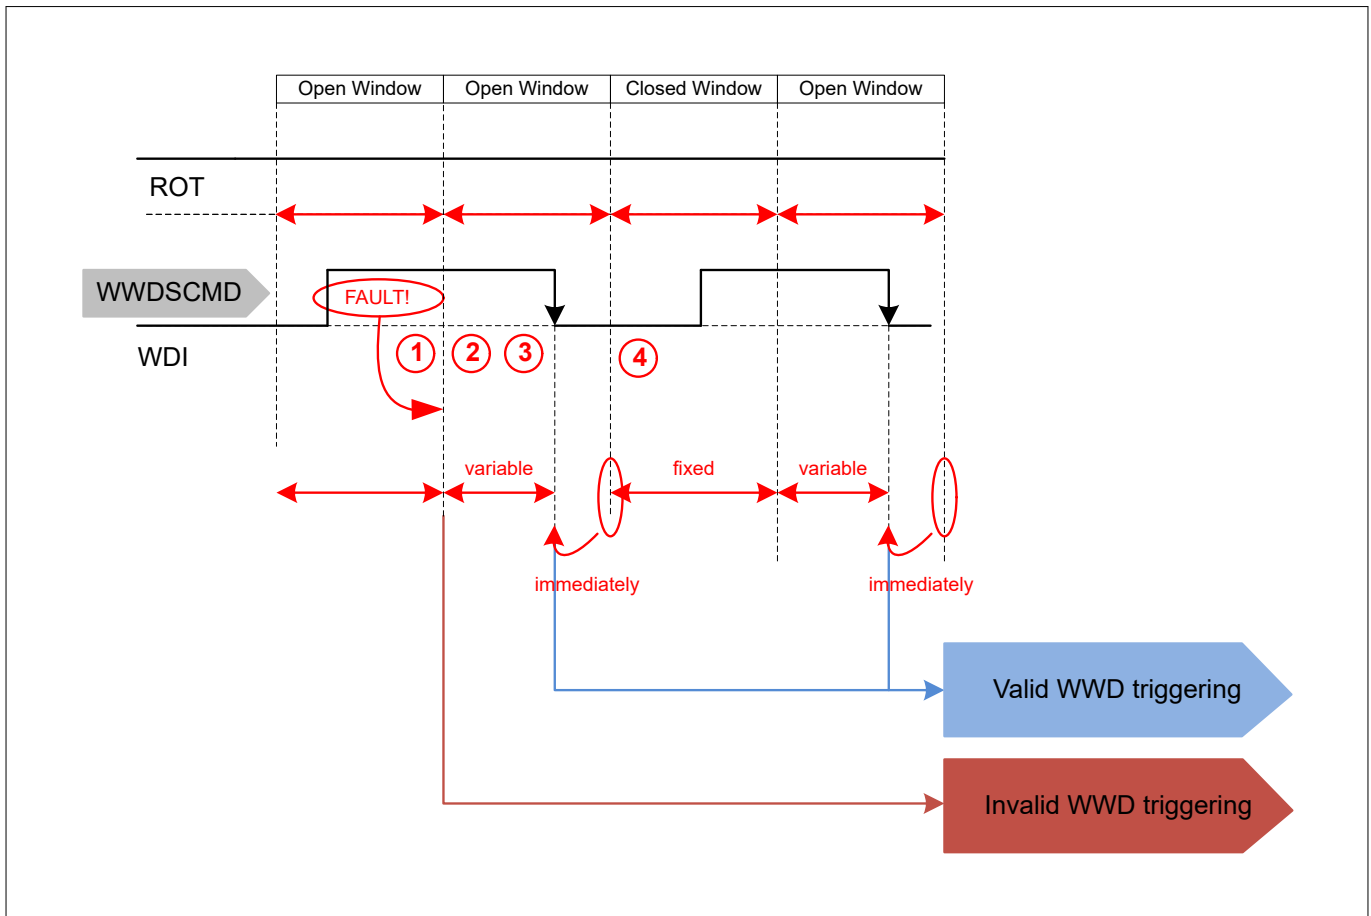 Open Window
Open Window
Closed Window
Open Window
ROT
WWDSCMD
FAULT!
WDI
1
2
3
4
variable
fixed
variable
immediately
immediately
Valid WWD triggering
Invalid WWD triggering